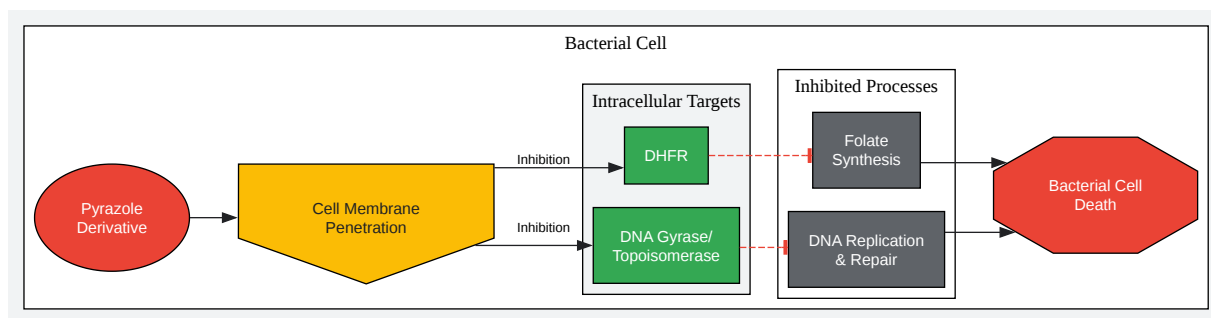 Bacterial Cell
Pyrazole
Derivative
Cell Membrane
Penetration
Inhibition
Inhibition
Intracellular Targets
DHFR
DNA Gyrase/
Topoisomerase
Inhibited Processes
Folate
Synthesis
DNA Replication
& Repair
Bacterial Cell
Death